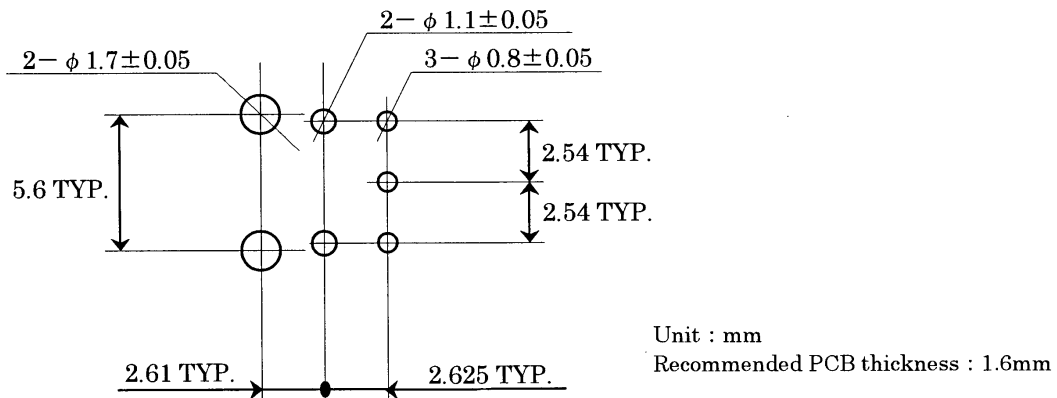 2－φ1.1±0.05
2－φ1.7±0.05
3－φ0.8±0.05
2.54 TYP.
5.6 TYP.
2.54 TYP.
Unit : mm
Recommended PCB thickness : 1.6mm
2.61 TYP.
2.625 TYP.